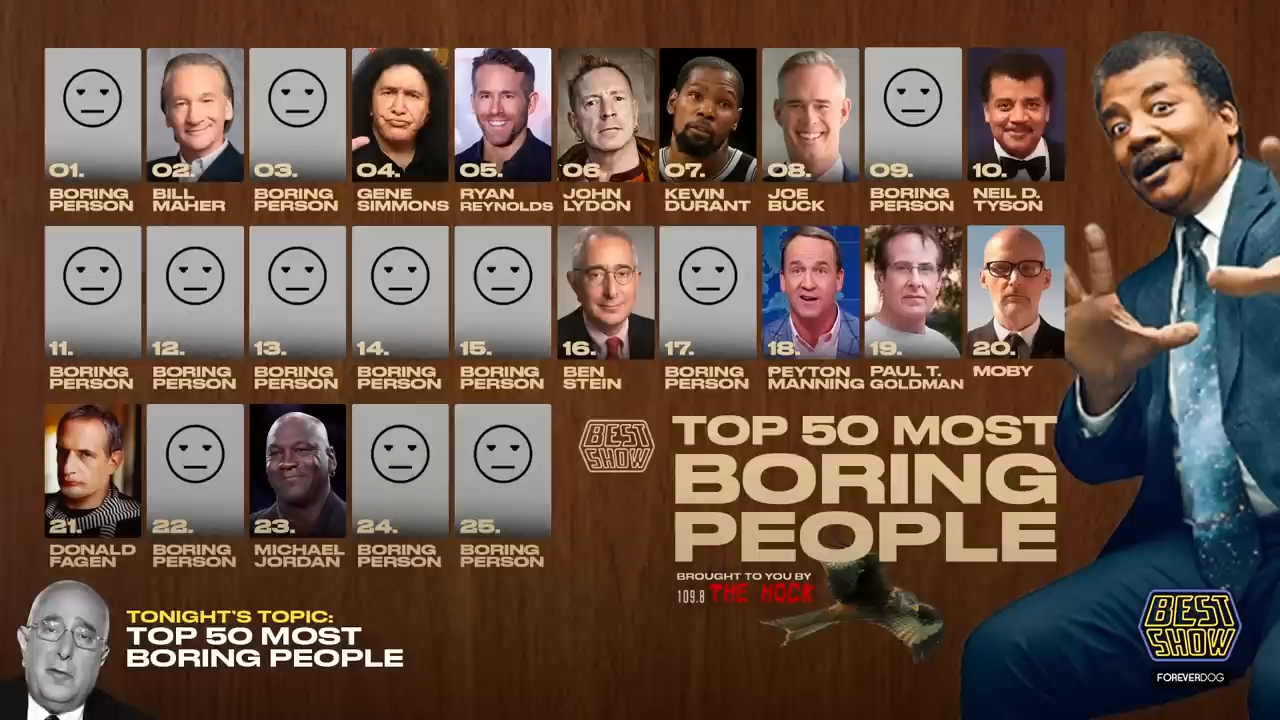 01.
BORING
PERSON
02.
BILL
MAHER
03.
BORING
PERSON
04.
GENE
SIMMONS
05.
RYAN
REYNOLDS
06.
JOHN
LYDON
07.
KEVIN
DURANT
08.
JOE
BUCK
09.
BORING
PERSON
10.
NEIL D.
TYSON
11.
BORING
PERSON
12.
BORING
PERSON
13.
BORING
PERSON
14.
BORING
PERSON
15.
BORING
PERSON
16.
BEN
STEIN
17.
BORING
PERSON
18.
PEYTON
MANNING
19.
PAUL T.
GOLDMAN
20.
MOBY
21.
DONALD
FAGEN
22.
BORING
PERSON
23.
MICHAEL
JORDAN
24.
BORING
PERSON
25.
BORING
PERSON
BEST
SHOW
TOP 50 MOST
BORING
PEOPLE
BROUGHT TO YOU BY
109.8 THE HOCK
TONIGHT'S TOPIC:
TOP 50 MOST
BORING PEOPLE
BEST
SHOW
FOREVERDOG